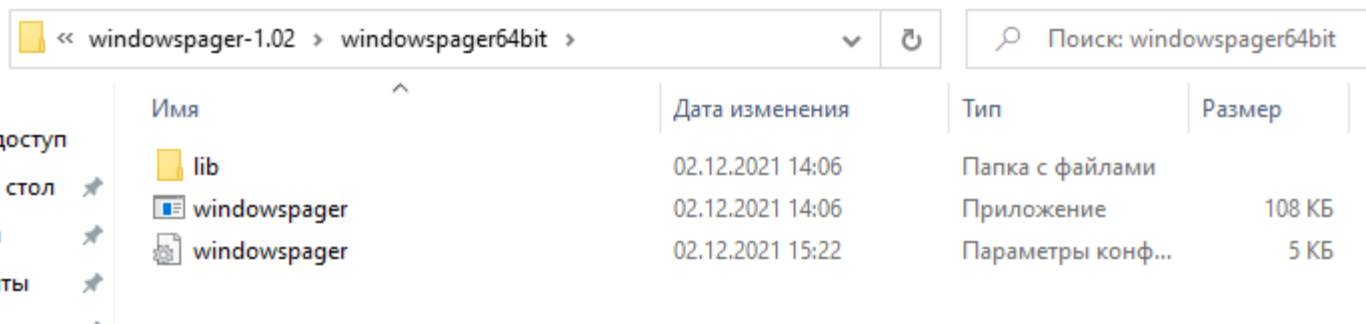 « windowspager-1.02 › windowspager64bit › Поиск: windowspager64bit
Имя Дата изменения Тип Размер
доступ
lib 02.12.2021 14:06 Папка с файлами
стол
windowspager 02.12.2021 14:06 Приложение 108 КБ
windowspager 02.12.2021 15:22 Параметры конф... 5 КБ
ты